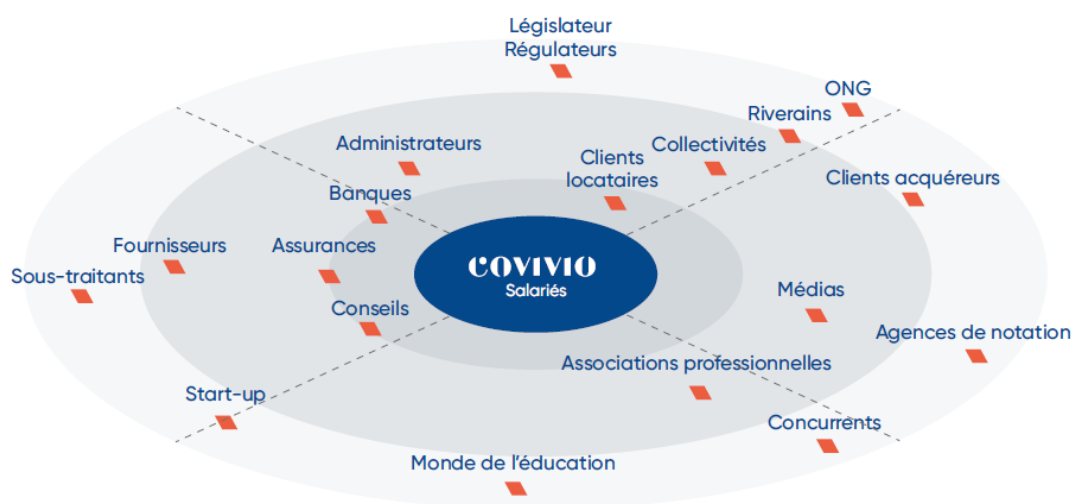 Législateur
Régulateurs
ONG
Riverains
Administrateurs
Collectivités
Clients
locataires
Clients acquéreurs
Banques
Fournisseurs
Assurances
Sous-traitants
COVIVIO
Salariés
Médias
Conseils
Agences de notation
Associations professionnelles
Start-up
Concurrents
Monde de l'éducation